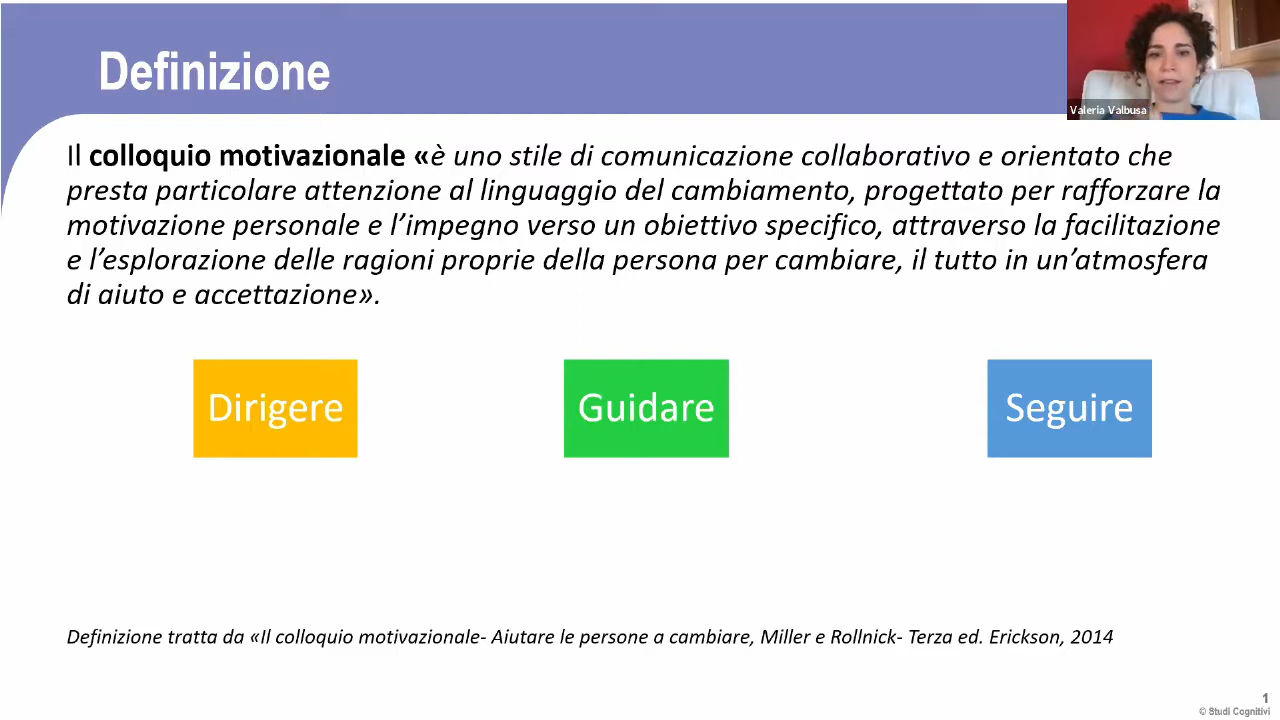 Definizione
Valeria Valbusa
Il colloquio motivazionale «è uno stile di comunicazione collaborativo e orientato che
presta particolare attenzione al linguaggio del cambiamento, progettato per rafforzare la
motivazione personale e l’impegno verso un obiettivo specifico, attraverso la facilitazione
e l’esplorazione delle ragioni proprie della persona per cambiare, il tutto in un’atmosfera
di aiuto e accettazione».
Dirigere
Guidare
Seguire
Definizione tratta da «Il colloquio motivazionale- Aiutare le persone a cambiare, Miller e Rollnick- Terza ed. Erickson, 2014
1
© Studi Cognitivi